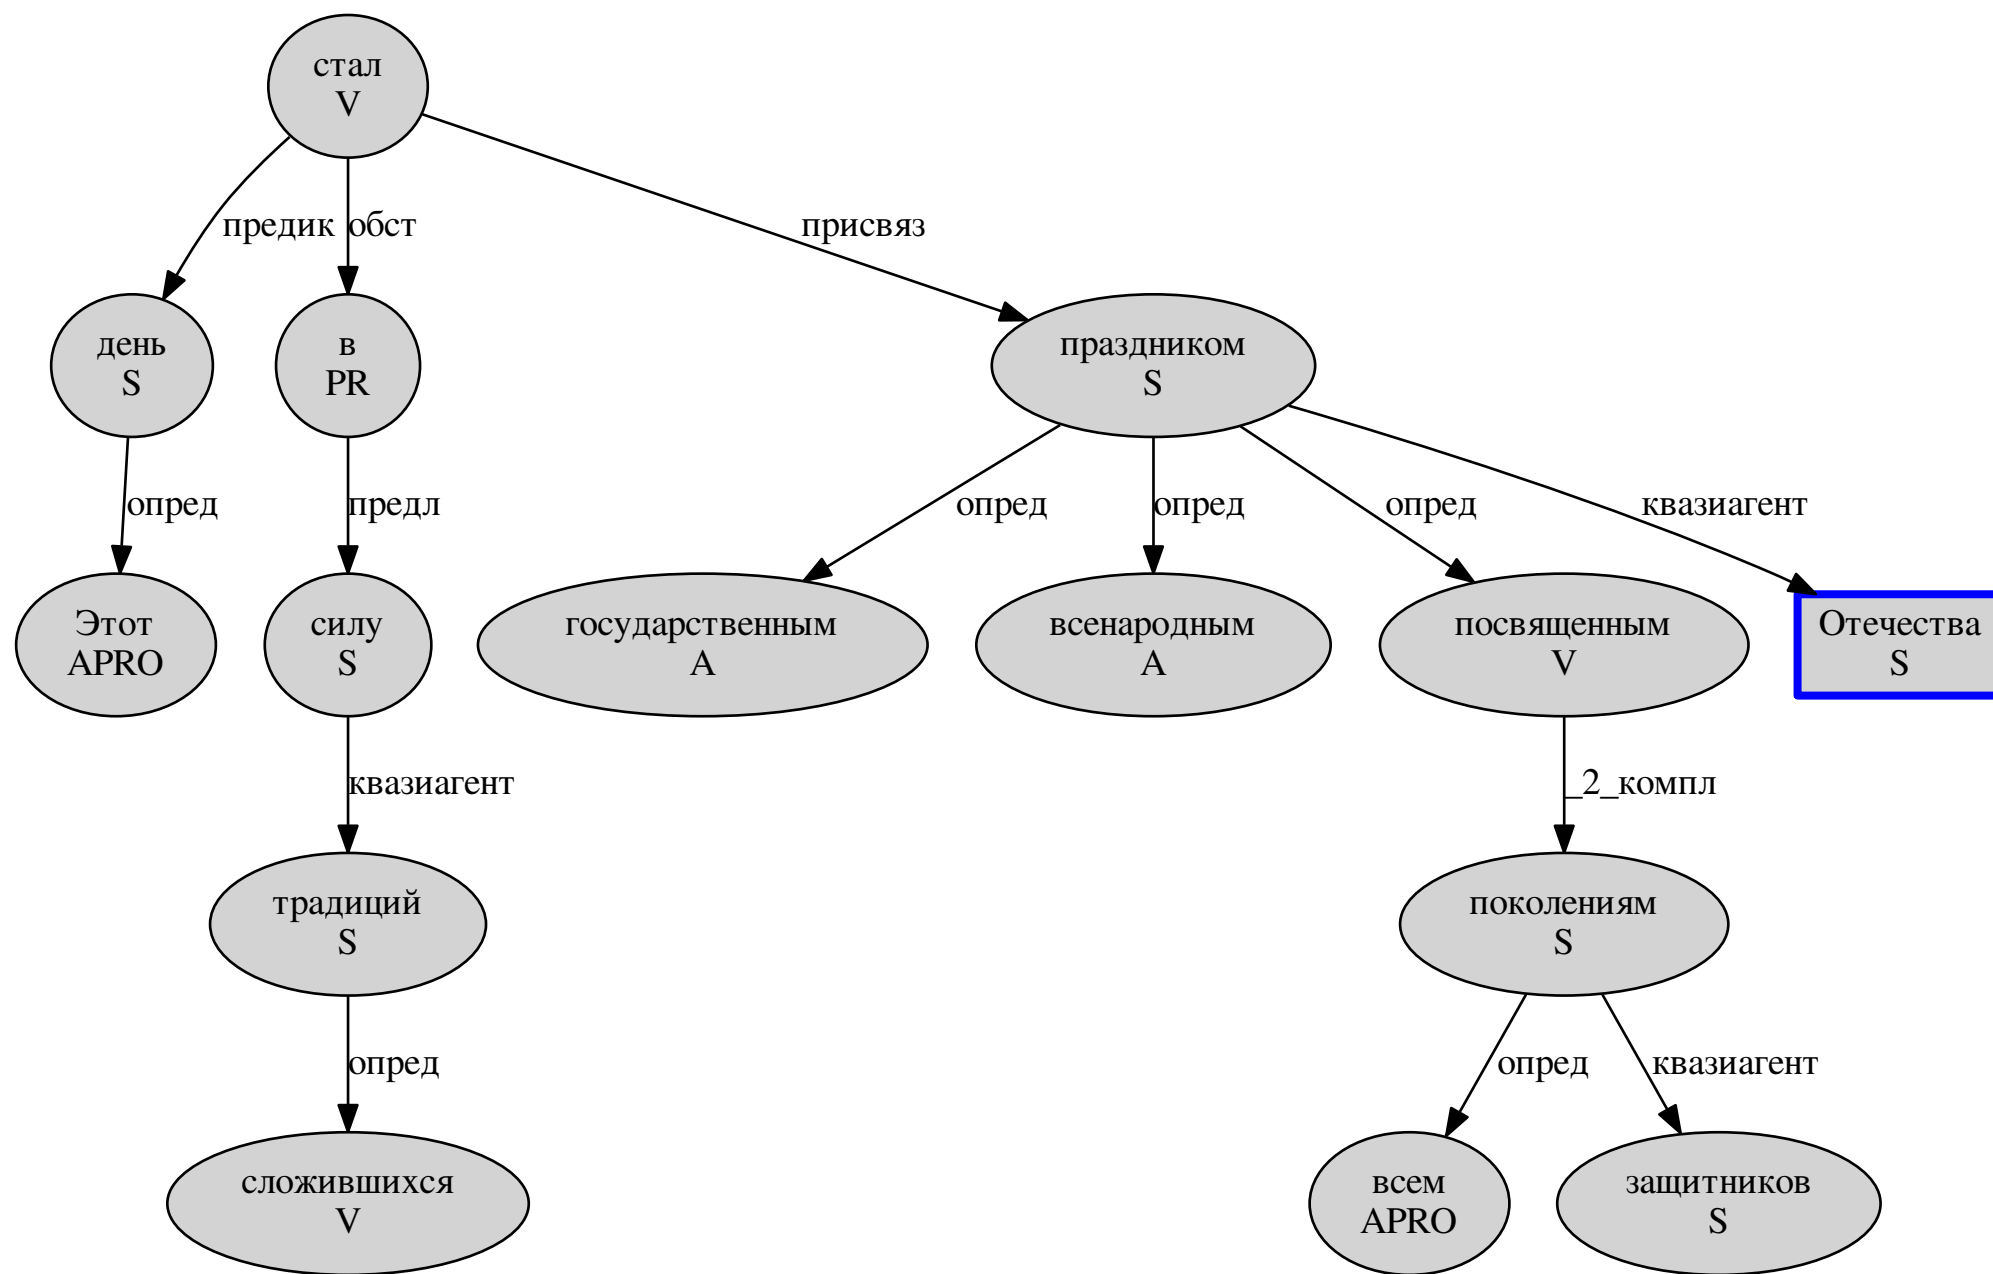 стал
V
предик
обст
присвяз
день
S
в
PR
праздником
S
опред
предл
опред
опред
опред
квазиагент
Этот
APRO
силу
S
государственным
A
всенародным
A
посвященным
V
Отечества
S
квазиагент
_2_компл
традиций
S
поколениям
S
опред
опред
квазиагент
сложившихся
V
всем
APRO
защитников
S